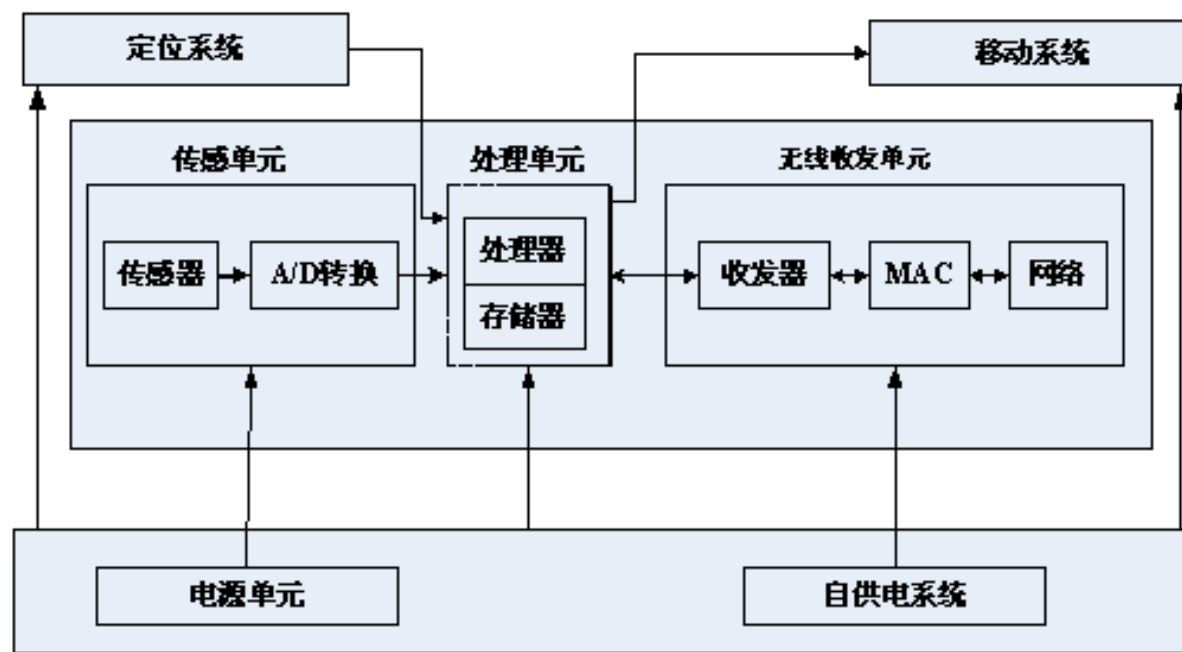 定位系统
移动系统
传感单元
处理单元
无线收发单元
传感器
A/D转换
处理器
存储器
收发器
MAC
网络
电源单元
自供电系统